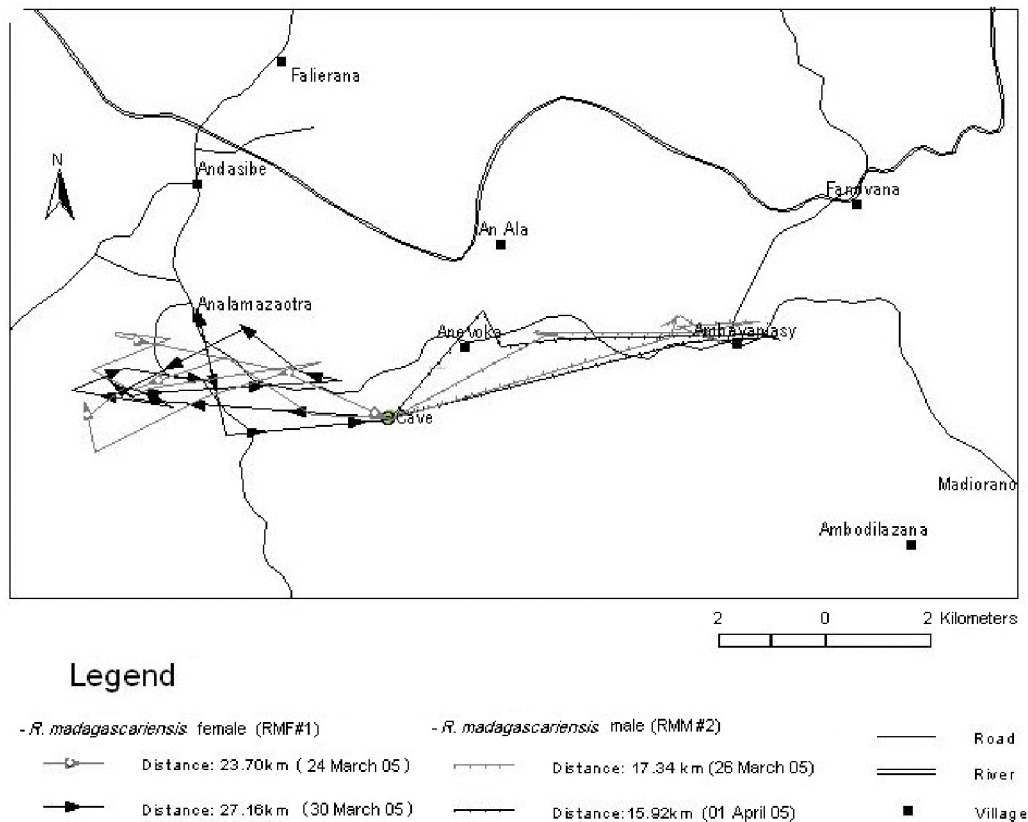 Falierana
N
Andasibe
Fanovana
An Ala
Analamazaotra
Anevoka
Ambavaniasy
Cave
Madiorano
Ambodilazana
2 0 2 Kilometers
Legend
- R. madagascariensis female (RMF#1)
- R. madagascariensis male (RMM#2)
Distance: 23.70km ( 24 March 05 )
Distance: 17.34 km (26 March 05)
Road
River
Distance: 27.16km ( 30 March 05 )
Distance: 15.92km (01 April 05)
Village